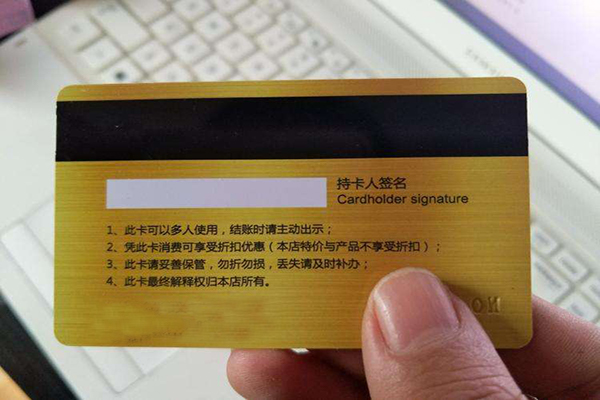 持卡人签名
Cardholder signature
1、此卡可以多人使用，结账时请主动出示；
2、凭此卡消费可享受折扣优惠（本店特价与产品不享受折扣）；
3、此卡请妥善保管，勿折勿损，丢失请及时补办；
4、此卡最终解释权归本店所有。